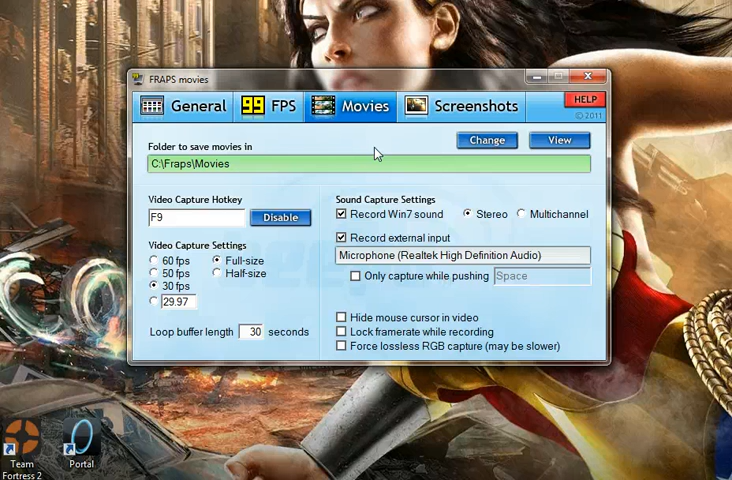 FRAPS movies
General
99 FPS
Movies
Screenshots
HELP
© 2011
Folder to save movies in
Change
View
C:\Fraps\Movies
Video Capture Hotkey
F9
Disable
Video Capture Settings
60 fps
Full-size
50 fps
Half-size
30 fps
29.97
Loop buffer length 30 seconds
Sound Capture Settings
Record Win7 sound
Stereo
Multichannel
Record external input
Microphone (Realtek High Definition Audio)
Only capture while pushing
Space
Hide mouse cursor in video
Lock framerate while recording
Force lossless RGB capture (may be slower)
Team
Fortress 2
Portal